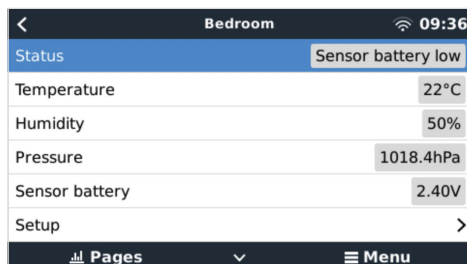 Bedroom 09:36
Status Sensor battery low
Temperature 22°C
Humidity 50%
Pressure 1018.4hPa
Sensor battery 2.40V
Setup
Pages Menu